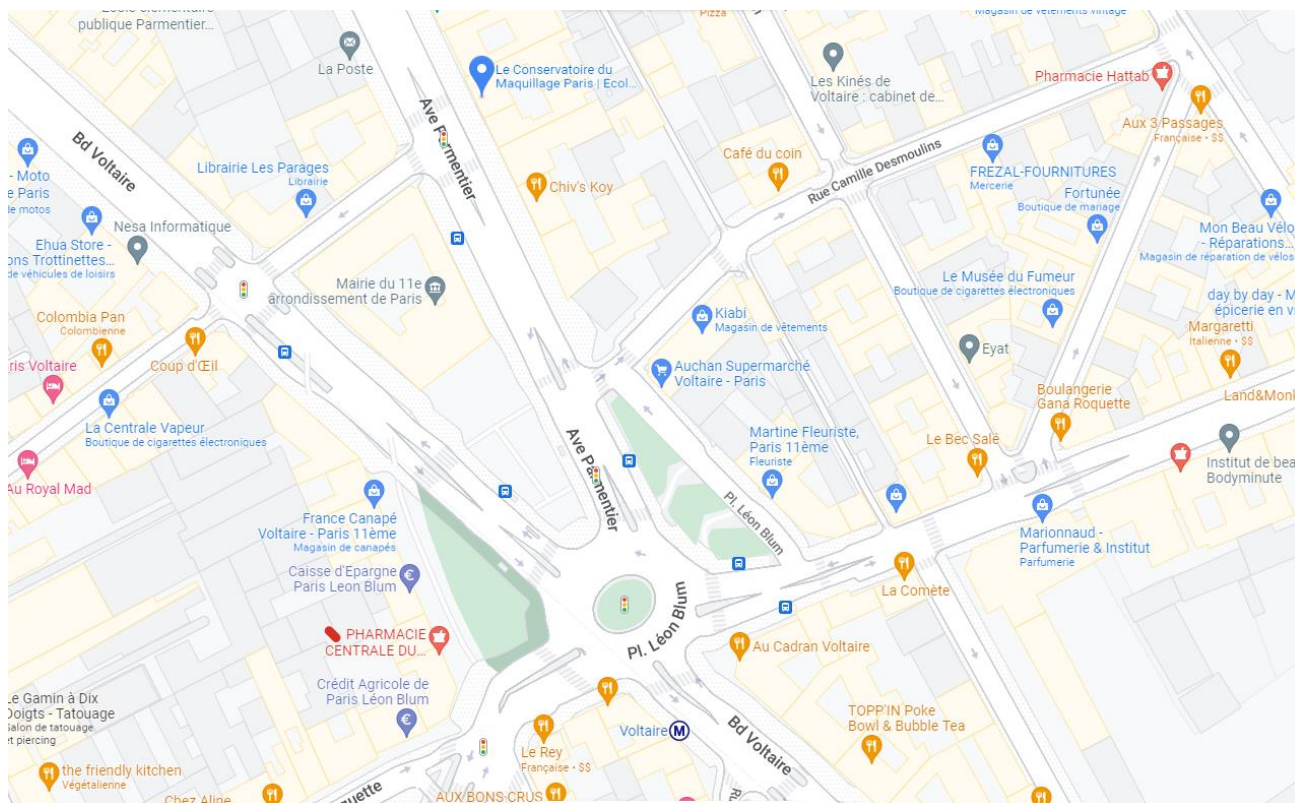 publique Parmentier...
La Poste
Le Conservatoire du
Maquillage Paris | Ecol...
Pizza
Magasin de vêtements vintage
Les Kinés de
Voltaire : cabinet de...
Pharmacie Hattab
Aux 3 Passages
Française • $$
Bd Voltaire
Ave Parmentier
- Moto
e Paris
de motos
Librairie Les Parages
Librairie
Chiv's Koy
Café du coin
Rue Camille Desmoulins
FREZAL-FOURNITURES
Mercerie
Fortunée
Boutique de mariage
Nesa Informatique
Ehua Store -
ons Trottinettes...
de véhicules de loisirs
Mon Beau Vélo
- Réparations...
Magasin de réparation de vélos
Mairie du 11e
arrondissement de Paris
Le Musée du Fumeur
Boutique de cigarettes électroniques
day by day - M
épicerie en v
Colombia Pan
Colombienne
Kiabi
Magasin de vêtements
Margaretti
Italienne • $$
ris Voltaire
Coup d'Œil
Auchan Supermarché
Voltaire - Paris
Eyat
Boulangerie
Gana Roquette
Land&Monk
La Centrale Vapeur
Boutique de cigarettes électroniques
Ave Parmentier
Martine Fleuriste,
Paris 11ème
Fleuriste
Le Bec Salé
Institut de bea
Bodyminute
Au Royal Mad
France Canapé
Voltaire - Paris 11ème
Magasin de canapés
Pl. Léon Blum
Marionnaud -
Parfumerie & Institut
Parfumerie
Caisse d'Epargne
Paris Leon Blum
La Comète
PHARMACIE
CENTRALE DU...
Pl. Léon Blum
Au Cadran Voltaire
Crédit Agricole de
Paris Léon Blum
Le Gamin à Dix
Doigts - Tatouage
Salon de tatouage
et piercing
Voltaire M
Bd Voltaire
TOPP'IN Poke
Bowl & Bubble Tea
Le Rey
Française • $$
the friendly kitchen
Végétalienne
Chez Aline
quette
AUX BONS-CRUS